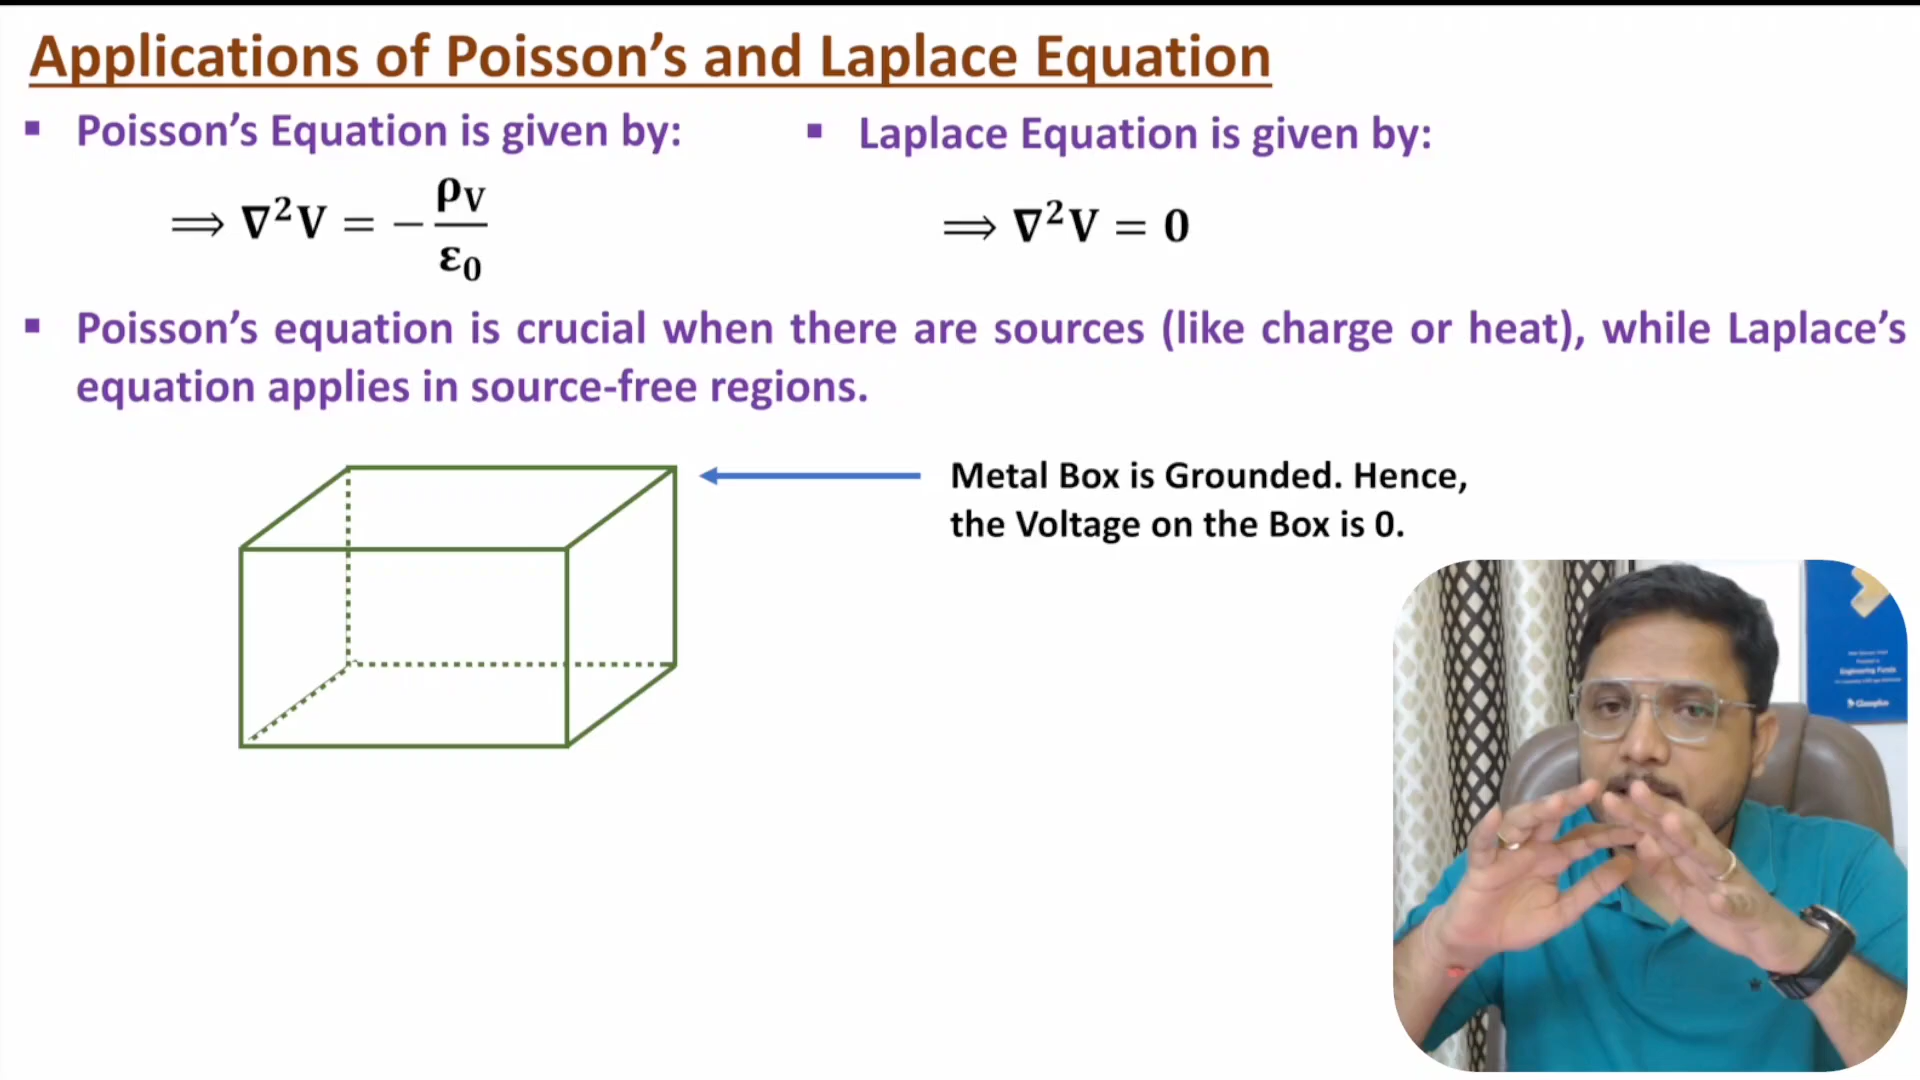 Applications of Poisson’s and Laplace Equation
▪ Poisson’s Equation is given by:
⟹ ∇²V = − ρV / ε0
▪ Laplace Equation is given by:
⟹ ∇²V = 0
▪ Poisson’s equation is crucial when there are sources (like charge or heat), while Laplace’s
equation applies in source-free regions.
Metal Box is Grounded. Hence,
the Voltage on the Box is 0.
Engineering Funda